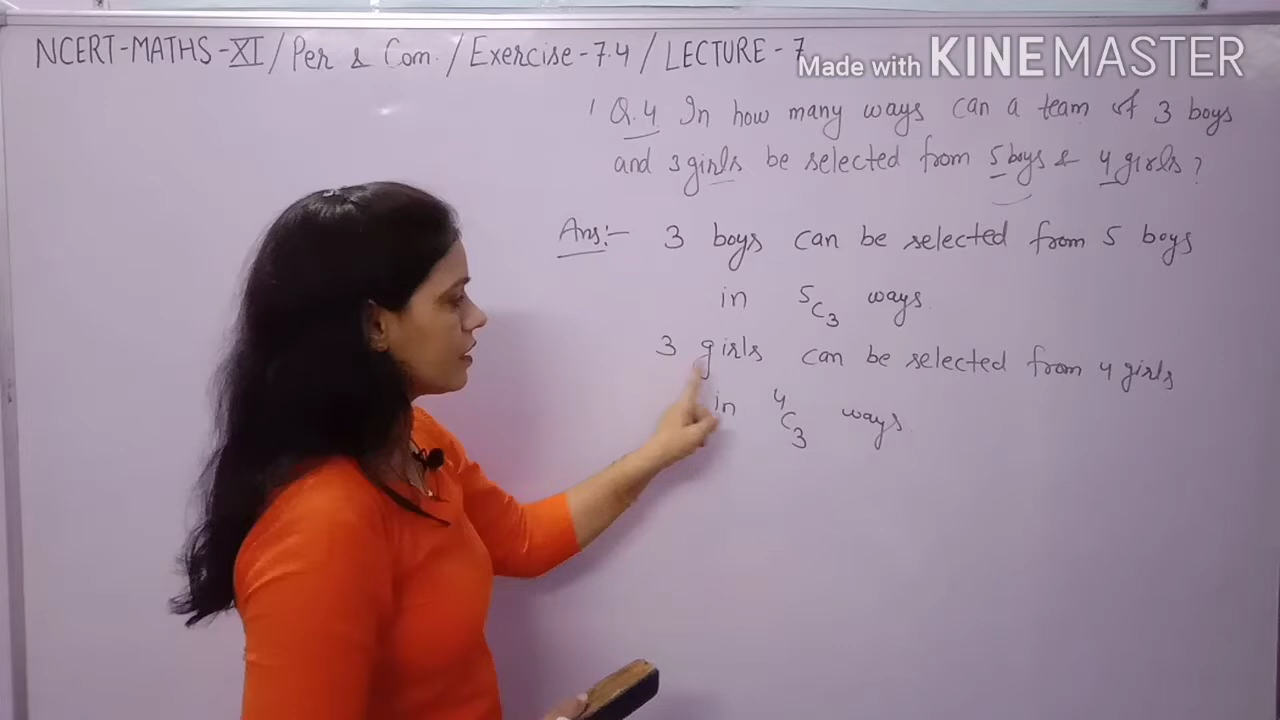 NCERT-MATHS-XI/Per & Com./Exercise-7.4/LECTURE-7
Made with KINEMASTER
Q.4 In how many ways can a team of 3 boys
and 3 girls be selected from 5 boys & 4 girls?
Ans:- 3 boys can be selected from 5 boys
in ⁵C₃ ways.
3 girls can be selected from 4 girls
in ⁴C₃ ways.